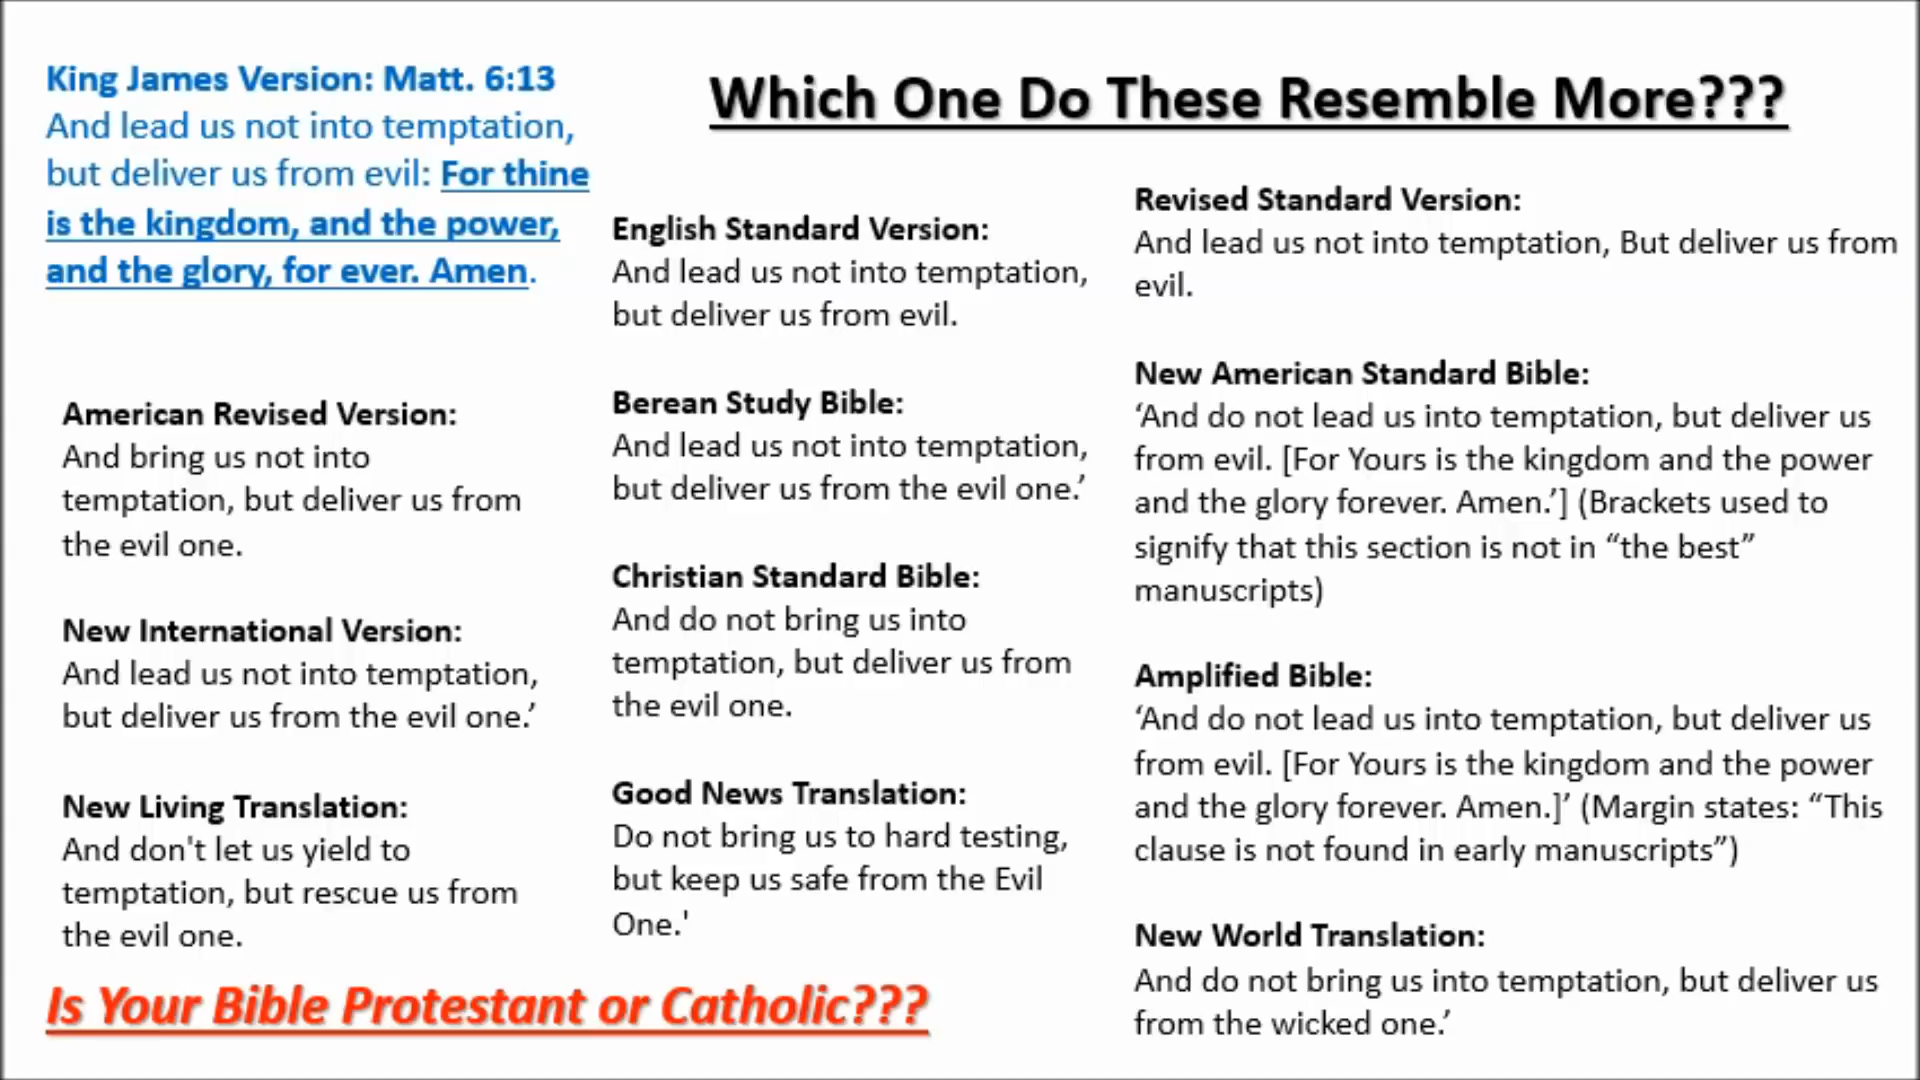 King James Version: Matt. 6:13
And lead us not into temptation,
but deliver us from evil: For thine
is the kingdom, and the power,
and the glory, for ever. Amen.
Which One Do These Resemble More???
American Revised Version:
And bring us not into
temptation, but deliver us from
the evil one.
New International Version:
And lead us not into temptation,
but deliver us from the evil one.’
New Living Translation:
And don't let us yield to
temptation, but rescue us from
the evil one.
English Standard Version:
And lead us not into temptation,
but deliver us from evil.
Berean Study Bible:
And lead us not into temptation,
but deliver us from the evil one.’
Christian Standard Bible:
And do not bring us into
temptation, but deliver us from
the evil one.
Good News Translation:
Do not bring us to hard testing,
but keep us safe from the Evil
One.'
Revised Standard Version:
And lead us not into temptation, But deliver us from
evil.
New American Standard Bible:
‘And do not lead us into temptation, but deliver us
from evil. [For Yours is the kingdom and the power
and the glory forever. Amen.’] (Brackets used to
signify that this section is not in “the best”
manuscripts)
Amplified Bible:
‘And do not lead us into temptation, but deliver us
from evil. [For Yours is the kingdom and the power
and the glory forever. Amen.]’ (Margin states: “This
clause is not found in early manuscripts”)
New World Translation:
And do not bring us into temptation, but deliver us
from the wicked one.’
Is Your Bible Protestant or Catholic???